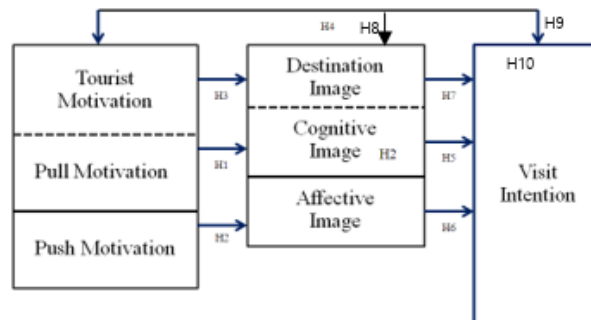 H4
H8
H9
H10
Tourist
Motivation
H3
Destination
Image
H7
Cognitive
Image
H2
H5
Pull Motivation
H1
Visit
Intention
Affective
Image
Push Motivation
H2
H6